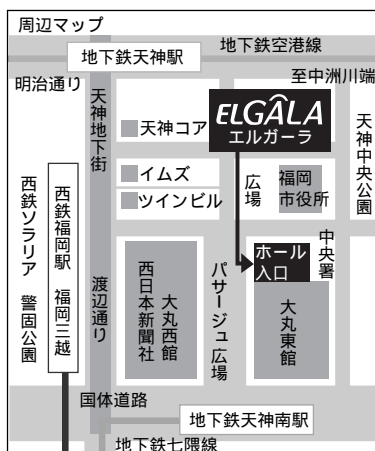 周辺マップ
地下鉄空港線
地下鉄天神駅
明治通り
至中洲川端
天神地下街
天神コア
ELGALA
エルガーラ
天神中央公園
イムズ
ツインビル
広場
福岡
市役所
西鉄ソラリア 警固公園
西鉄福岡駅 福岡三越
渡辺通り
西日本新聞社
大丸西館
パサージュ広場
ホール
入口
中央署
大丸東館
国体道路
地下鉄天神南駅
地下鉄七隈線